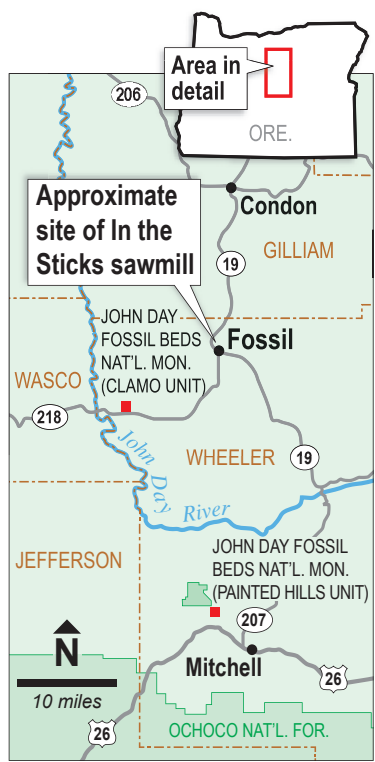 Area in
detail
ORE.
206
Condon
Approximate
site of In the
Sticks sawmill
GILLIAM
19
JOHN DAY
FOSSIL BEDS
NAT'L. MON.
(CLAMO UNIT)
Fossil
WASCO
218
John Day River
WHEELER
19
JEFFERSON
JOHN DAY FOSSIL
BEDS NAT'L. MON.
(PAINTED HILLS UNIT)
207
N
Mitchell
10 miles
26
26
OCHOCO NAT'L. FOR.